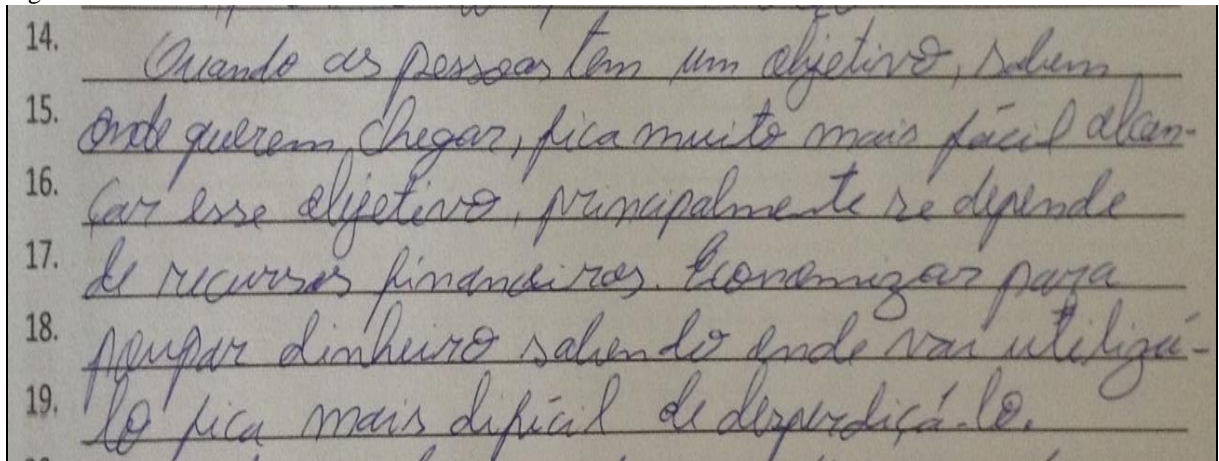 14. Quando as pessoas tem um objetivo, sabem
15. onde querem chegar, fica muito mais fácil alcan-
16. çar esse objetivo, principalmente se depende
17. de recursos financeiros. Economizar para
18. poupar dinheiro sabendo onde vai utilizá-
19. lo fica mais difícil de desperdiçá-lo.